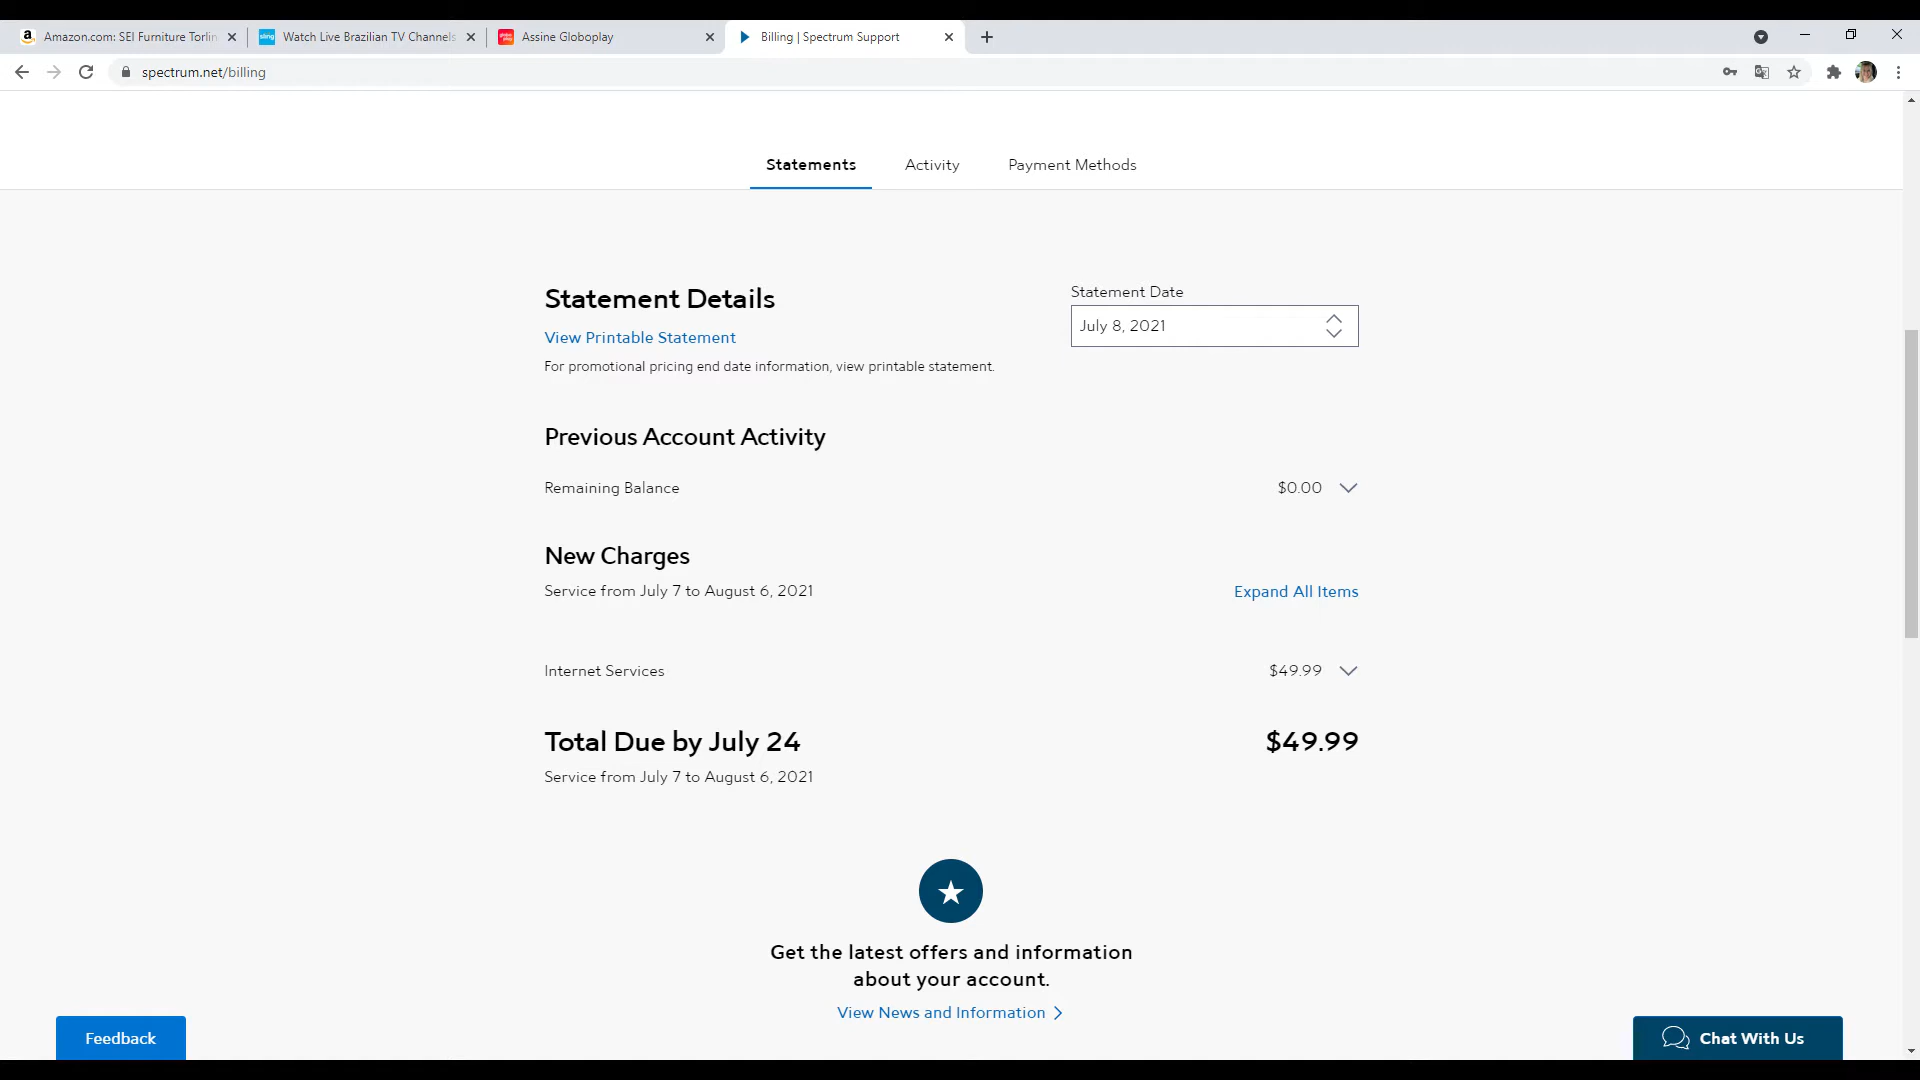 Amazon.com: SEI Furniture Torlin
sling
Watch Live Brazilian TV Channels
Assine Globoplay
Billing | Spectrum Support
spectrum.net/billing
Statements
Activity
Payment Methods
Statement Details
Statement Date
July 8, 2021
View Printable Statement
For promotional pricing end date information, view printable statement.
Previous Account Activity
Remaining Balance
$0.00
New Charges
Service from July 7 to August 6, 2021
Expand All Items
Internet Services
$49.99
Total Due by July 24
$49.99
Service from July 7 to August 6, 2021
Get the latest offers and information
about your account.
View News and Information
Feedback
Chat With Us